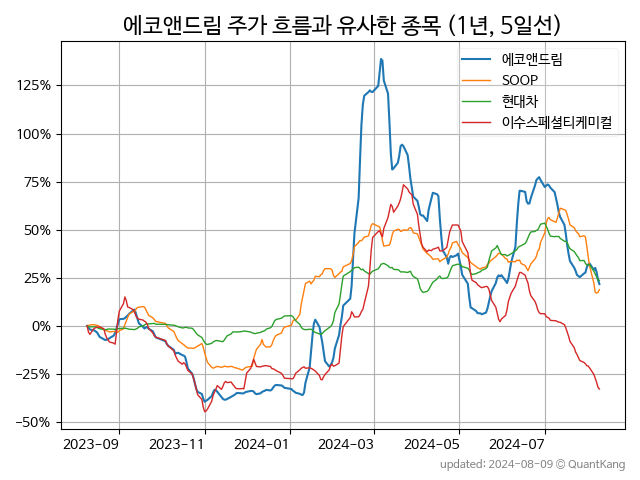 에코앤드림 주가 흐름과 유사한 종목 (1년, 5일선)
에코앤드림
SOOP
현대차
이수스페셜티케미컬
125%
100%
75%
50%
25%
0%
−25%
−50%
2023-09 2023-11 2024-01 2024-03 2024-05 2024-07
updated: 2024-08-09 © QuantKang